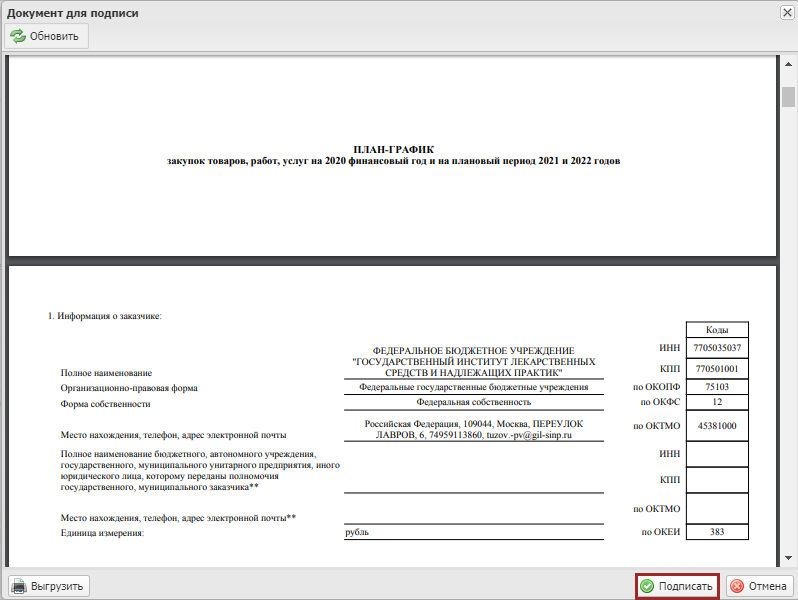 Документ для подписи
Обновить
ПЛАН-ГРАФИК
закупок товаров, работ, услуг на 2020 финансовый год и на плановый период 2021 и 2022 годов
1. Информация о заказчике:
Коды
ФЕДЕРАЛЬНОЕ БЮДЖЕТНОЕ УЧРЕЖДЕНИЕ
"ГОСУДАРСТВЕННЫЙ ИНСТИТУТ ЛЕКАРСТВЕННЫХ
СРЕДСТВ И НАДЛЕЖАЩИХ ПРАКТИК"
ИНН 7705035037
Полное наименование КПП 770501001
Организационно-правовая форма Федеральные государственные бюджетные учреждения по ОКОПФ 75103
Форма собственности Федеральная собственность по ОКФС 12
Российская Федерация, 109044, Москва, ПЕРЕУЛОК
Место нахождения, телефон, адрес электронной почты ЛАВРОВ, 6, 74959113860, tuzov.-pv@gil-sinp.ru по ОКТМО 45381000
Полное наименование бюджетного, автономного учреждения, ИНН
государственного, муниципального унитарного предприятия, иного
юридического лица, которому переданы полномочия
государственного, муниципального заказчика** КПП
Место нахождения, телефон, адрес электронной почты** по ОКТМО
Единица измерения: рубль по ОКЕИ 383
Выгрузить
Подписать
Отмена